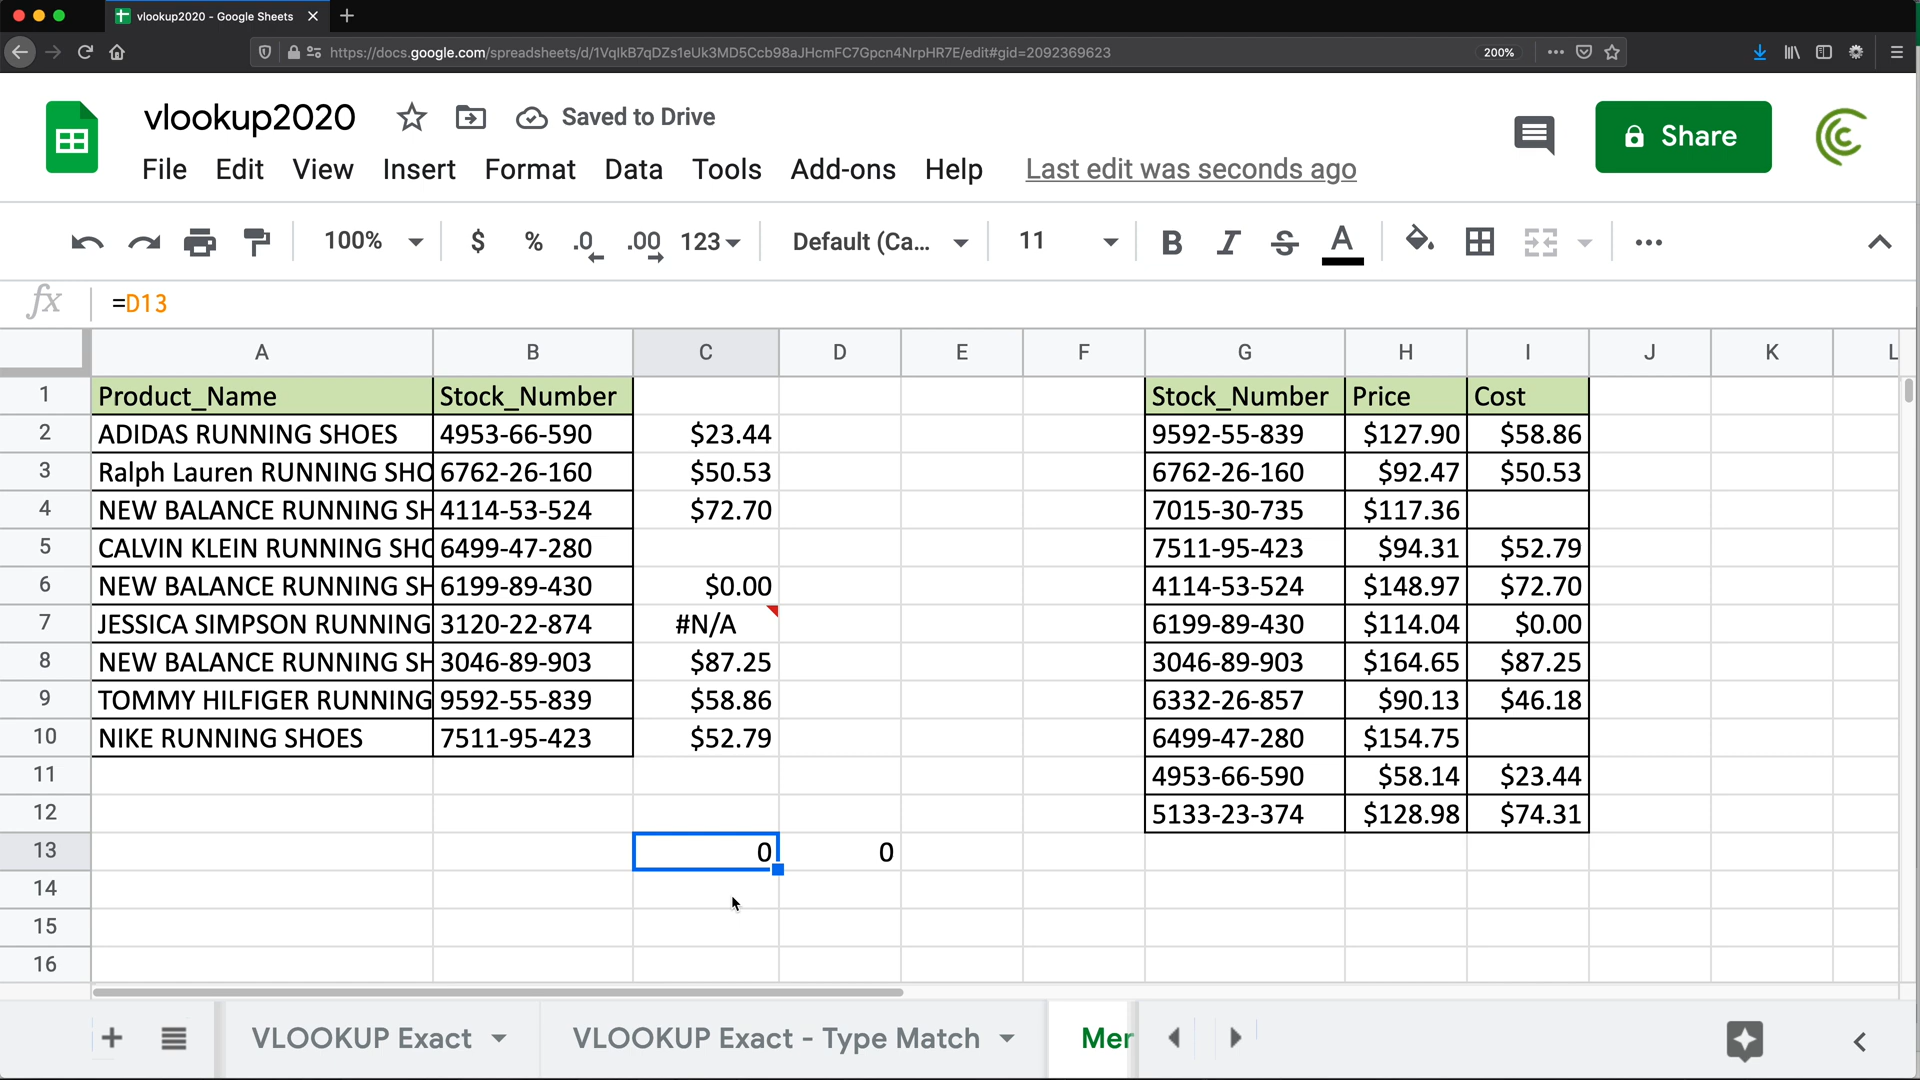 vlookup2020 - Google Sheets
https://docs.google.com/spreadsheets/d/1VqIkB7qDZs1eUk3MD5Ccb98aJHcmFC7Gpcn4NrpHR7E/edit#gid=2092369623 200%
vlookup2020 Saved to Drive
File Edit View Insert Format Data Tools Add-ons Help Last edit was seconds ago
Share
100% $ % .0 .00 123 Default (Ca... 11 B I S A
fx =D13
A B C D E F G H I J K L
1 Product_Name Stock_Number Stock_Number Price Cost
2 ADIDAS RUNNING SHOES 4953-66-590 $23.44 9592-55-839 $127.90 $58.86
3 Ralph Lauren RUNNING SHO 6762-26-160 $50.53 6762-26-160 $92.47 $50.53
4 NEW BALANCE RUNNING SH 4114-53-524 $72.70 7015-30-735 $117.36
5 CALVIN KLEIN RUNNING SHO 6499-47-280 7511-95-423 $94.31 $52.79
6 NEW BALANCE RUNNING SH 6199-89-430 $0.00 4114-53-524 $148.97 $72.70
7 JESSICA SIMPSON RUNNING 3120-22-874 #N/A 6199-89-430 $114.04 $0.00
8 NEW BALANCE RUNNING SH 3046-89-903 $87.25 3046-89-903 $164.65 $87.25
9 TOMMY HILFIGER RUNNING 9592-55-839 $58.86 6332-26-857 $90.13 $46.18
10 NIKE RUNNING SHOES 7511-95-423 $52.79 6499-47-280 $154.75
11 4953-66-590 $58.14 $23.44
12 5133-23-374 $128.98 $74.31
13 0 0
14
15
16
VLOOKUP Exact VLOOKUP Exact - Type Match Mer